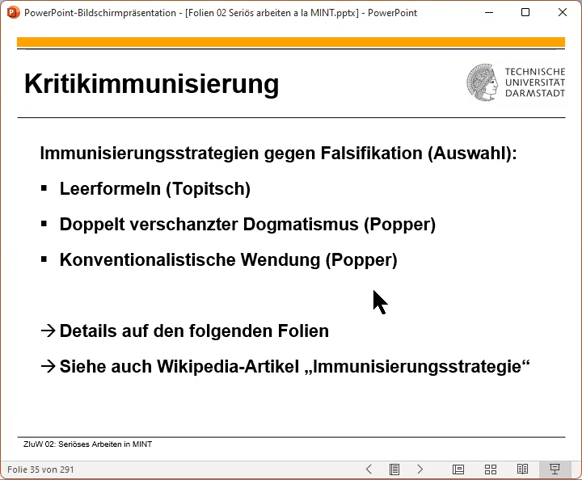 PowerPoint-Bildschirmpräsentation - [Folien 02 Seriös arbeiten a la MINT.pptx] - PowerPoint
Kritikimmunisierung
TECHNISCHE
UNIVERSITÄT
DARMSTADT
Immunisierungsstrategien gegen Falsifikation (Auswahl):
▪ Leerformeln (Topitsch)
▪ Doppelt verschanzter Dogmatismus (Popper)
▪ Konventionalistische Wendung (Popper)
→ Details auf den folgenden Folien
→ Siehe auch Wikipedia-Artikel „Immunisierungsstrategie“
ZIuW 02: Seriöses Arbeiten in MINT
Folie 35 von 291